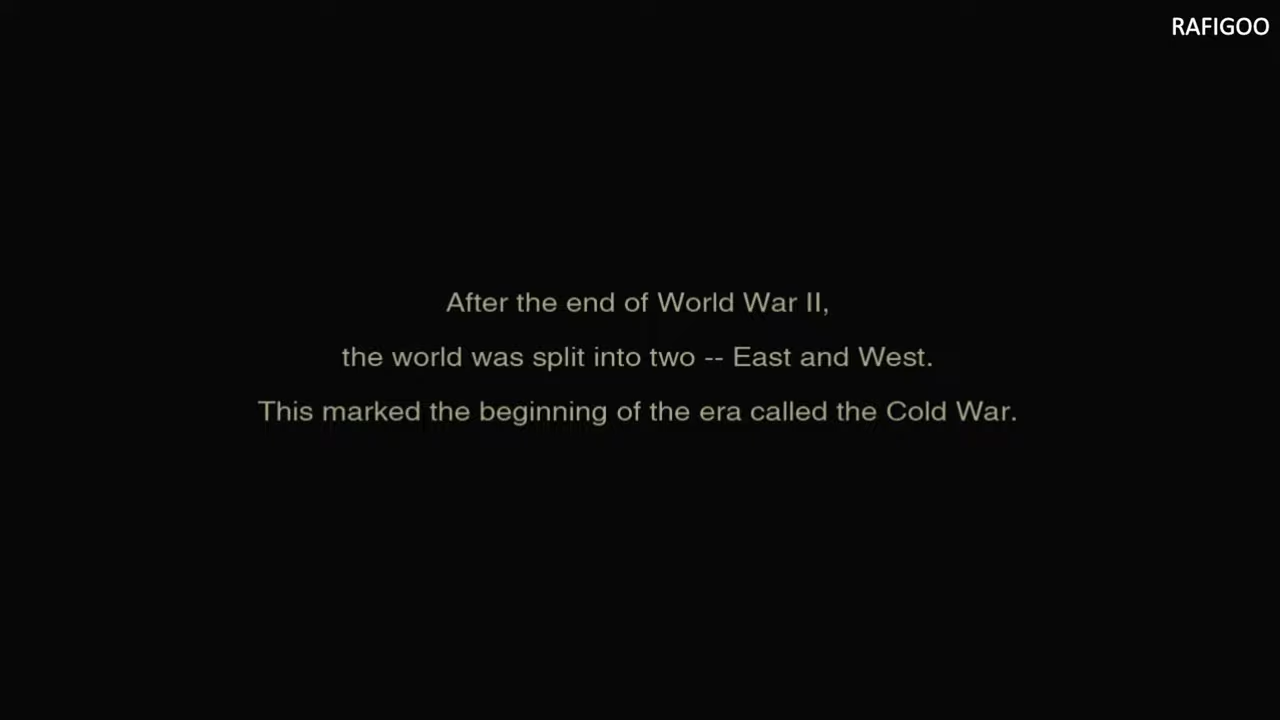 RAFIGOO
After the end of World War II,
the world was split into two -- East and West.
This marked the beginning of the era called the Cold War.